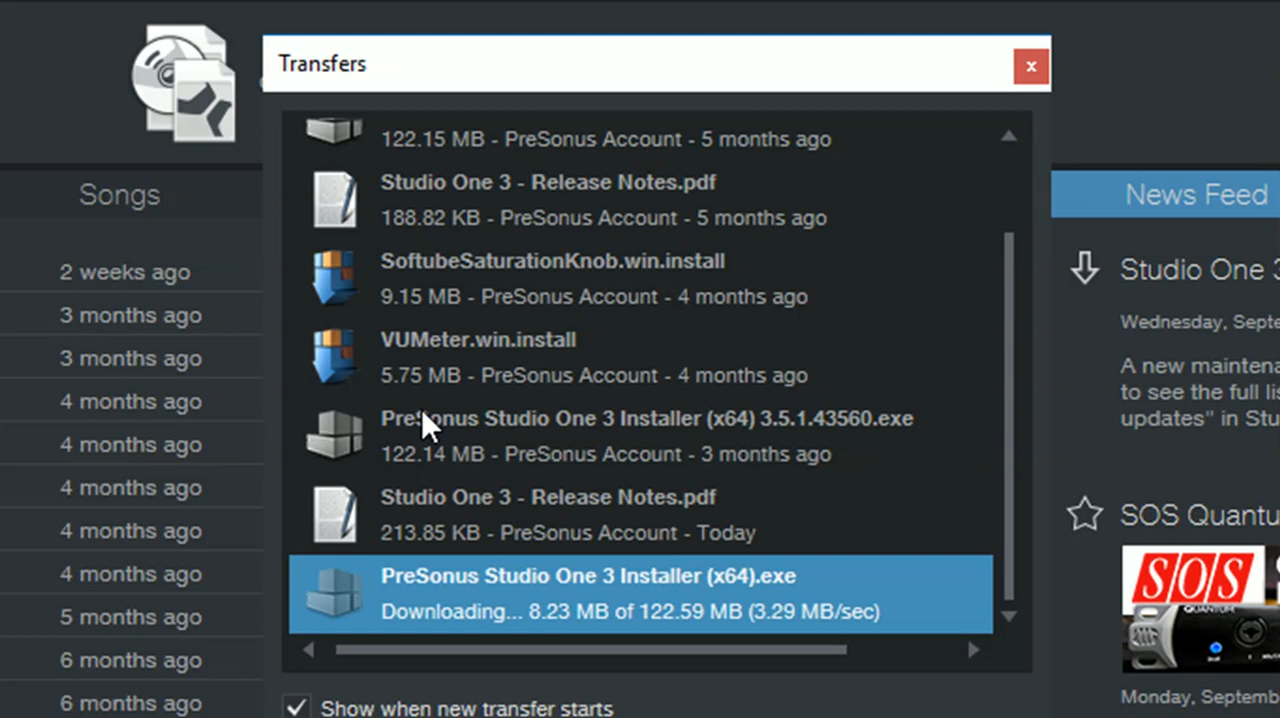 Transfers
x
122.15 MB - PreSonus Account - 5 months ago
Studio One 3 - Release Notes.pdf
188.82 KB - PreSonus Account - 5 months ago
SoftubeSaturationKnob.win.install
9.15 MB - PreSonus Account - 4 months ago
VUMeter.win.install
5.75 MB - PreSonus Account - 4 months ago
PreSonus Studio One 3 Installer (x64) 3.5.1.43560.exe
122.14 MB - PreSonus Account - 3 months ago
Studio One 3 - Release Notes.pdf
213.85 KB - PreSonus Account - Today
PreSonus Studio One 3 Installer (x64).exe
Downloading... 8.23 MB of 122.59 MB (3.29 MB/sec)
Show when new transfer starts
Songs
2 weeks ago
3 months ago
3 months ago
4 months ago
4 months ago
4 months ago
4 months ago
4 months ago
5 months ago
6 months ago
6 months ago
News Feed
Studio One 3
Wednesday, Septe
A new maintena
to see the full lis
updates" in Stu
SOS Quantu
SOS
QUANTUM
Monday, Septemb